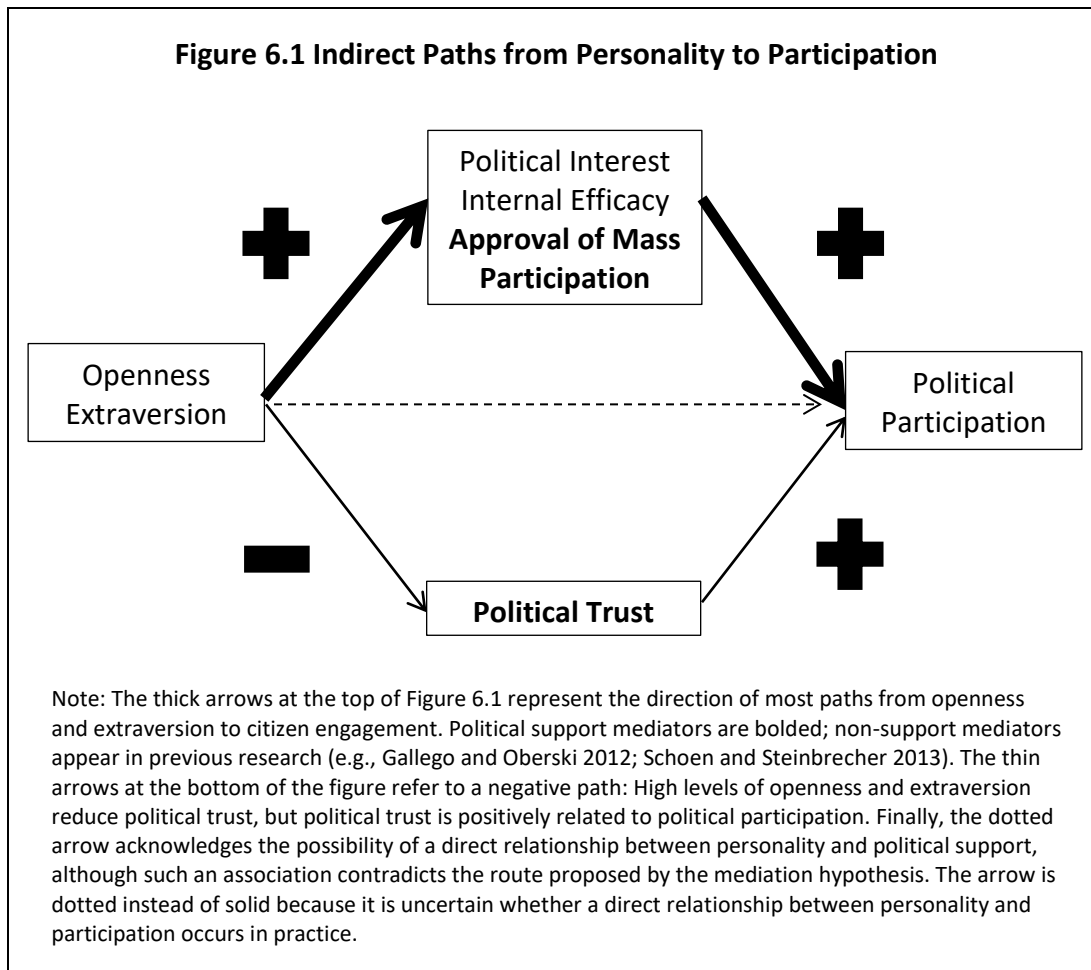 Figure 6.1 Indirect Paths from Personality to Participation
Political Interest
Internal Efficacy
Approval of Mass
Participation
Openness
Extraversion
Political
Participation
Political Trust
Note: The thick arrows at the top of Figure 6.1 represent the direction of most paths from openness
and extraversion to citizen engagement. Political support mediators are bolded; non-support mediators
appear in previous research (e.g., Gallego and Oberski 2012; Schoen and Steinbrecher 2013). The thin
arrows at the bottom of the figure refer to a negative path: High levels of openness and extraversion
reduce political trust, but political trust is positively related to political participation. Finally, the dotted
arrow acknowledges the possibility of a direct relationship between personality and political support,
although such an association contradicts the route proposed by the mediation hypothesis. The arrow is
dotted instead of solid because it is uncertain whether a direct relationship between personality and
participation occurs in practice.